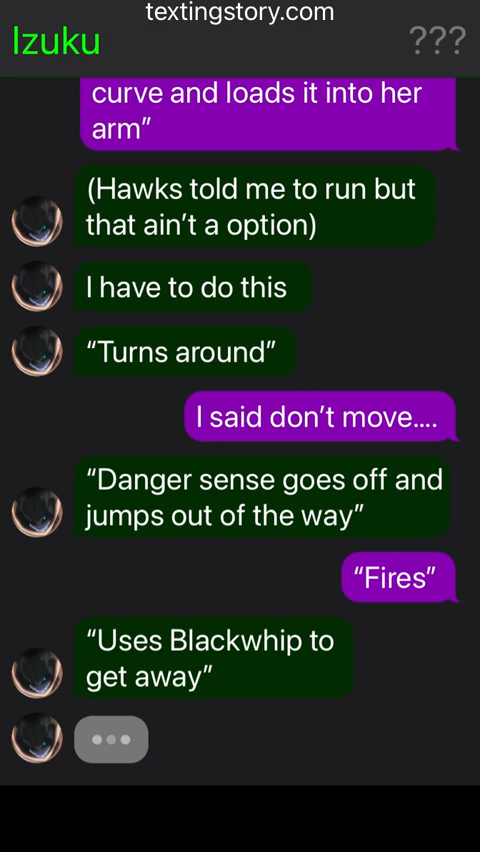 textingstory.com
Izuku
???
curve and loads it into her
arm”
(Hawks told me to run but
that ain’t a option)
I have to do this
“Turns around”
I said don’t move....
“Danger sense goes off and
jumps out of the way”
“Fires”
“Uses Blackwhip to
get away”